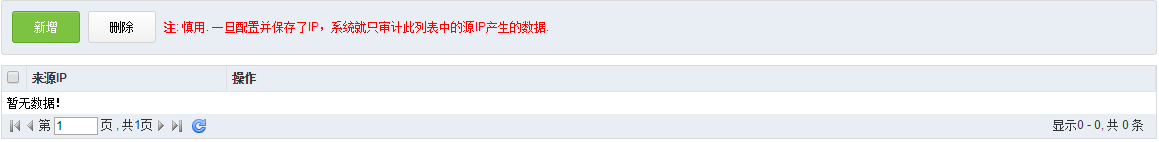 新增 删除 注: 慎用. 一旦配置并保存了IP，系统就只审计此列表中的源IP产生的数据.
来源IP 操作
暂无数据!
第 1 页 , 共1页 显示0 - 0, 共 0 条